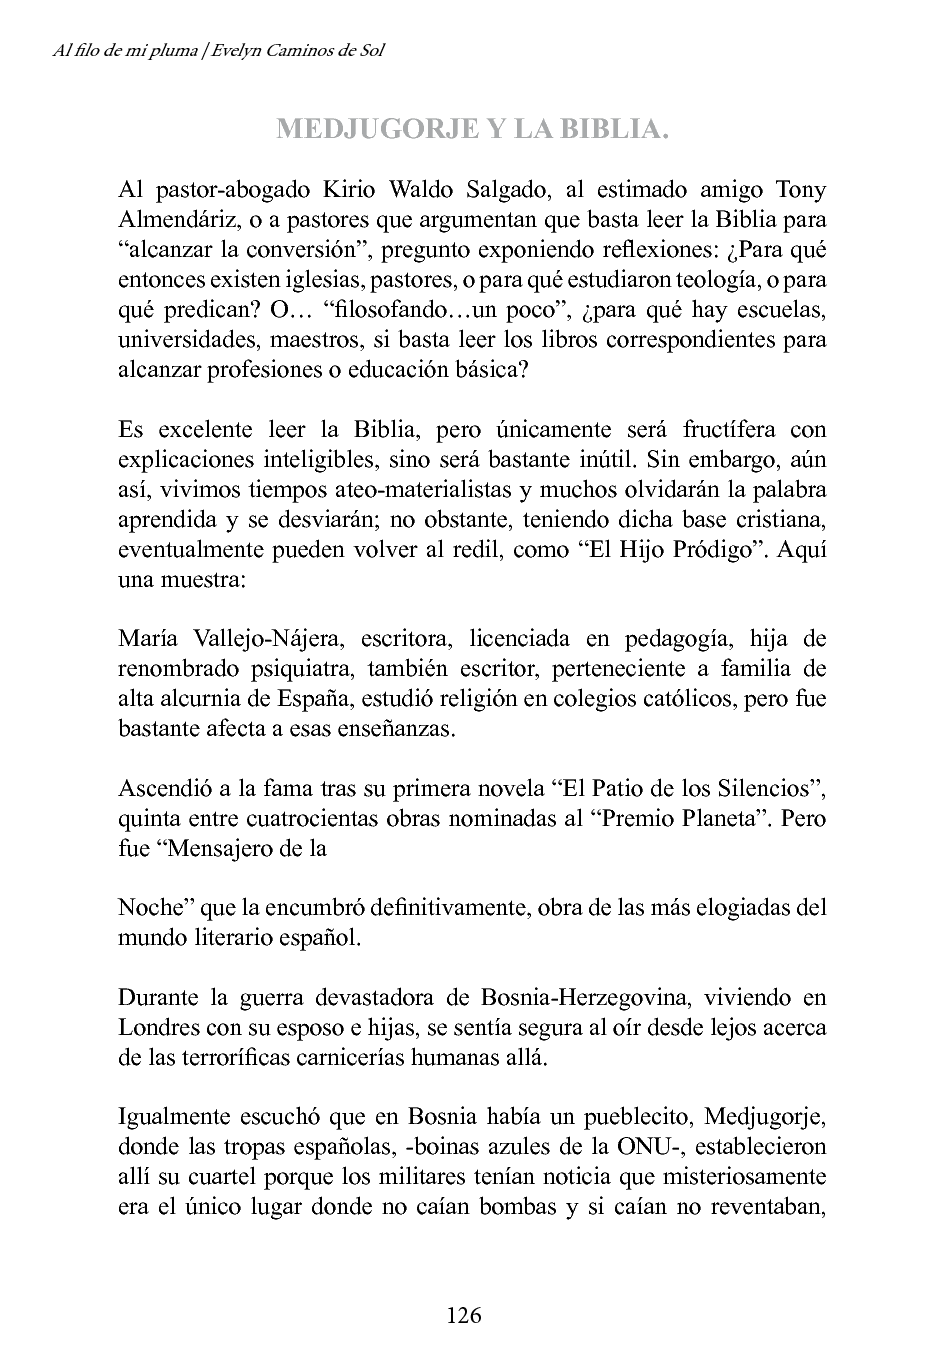 Al filo de mi pluma | Evelyn Caminos de Sol
MEDJUGORJE Y LA BIBLIA.
Al pastor-abogado Kirio Waldo Salgado, al estimado amigo Tony
Almendáriz, o a pastores que argumentan que basta leer la Biblia para
“alcanzar la conversión”, pregunto exponiendo reflexiones: ¿Para qué
entonces existen iglesias, pastores, o para qué estudiaron teología, o para
qué predican? O… “filosofando…un poco”, ¿para qué hay escuelas,
universidades, maestros, si basta leer los libros correspondientes para
alcanzar profesiones o educación básica?
Es excelente leer la Biblia, pero únicamente será fructífera con
explicaciones inteligibles, sino será bastante inútil. Sin embargo, aún
así, vivimos tiempos ateo-materialistas y muchos olvidarán la palabra
aprendida y se desviarán; no obstante, teniendo dicha base cristiana,
eventualmente pueden volver al redil, como “El Hijo Pródigo”. Aquí
una muestra:
María Vallejo-Nájera, escritora, licenciada en pedagogía, hija de
renombrado psiquiatra, también escritor, perteneciente a familia de
alta alcurnia de España, estudió religión en colegios católicos, pero fue
bastante afecta a esas enseñanzas.
Ascendió a la fama tras su primera novela “El Patio de los Silencios”,
quinta entre cuatrocientas obras nominadas al “Premio Planeta”. Pero
fue “Mensajero de la
Noche” que la encumbró definitivamente, obra de las más elogiadas del
mundo literario español.
Durante la guerra devastadora de Bosnia-Herzegovina, viviendo en
Londres con su esposo e hijas, se sentía segura al oír desde lejos acerca
de las terroríficas carnicerías humanas allá.
Igualmente escuchó que en Bosnia había un pueblecito, Medjugorje,
donde las tropas españolas, -boinas azules de la ONU-, establecieron
allí su cuartel porque los militares tenían noticia que misteriosamente
era el único lugar donde no caían bombas y si caían no reventaban,
126